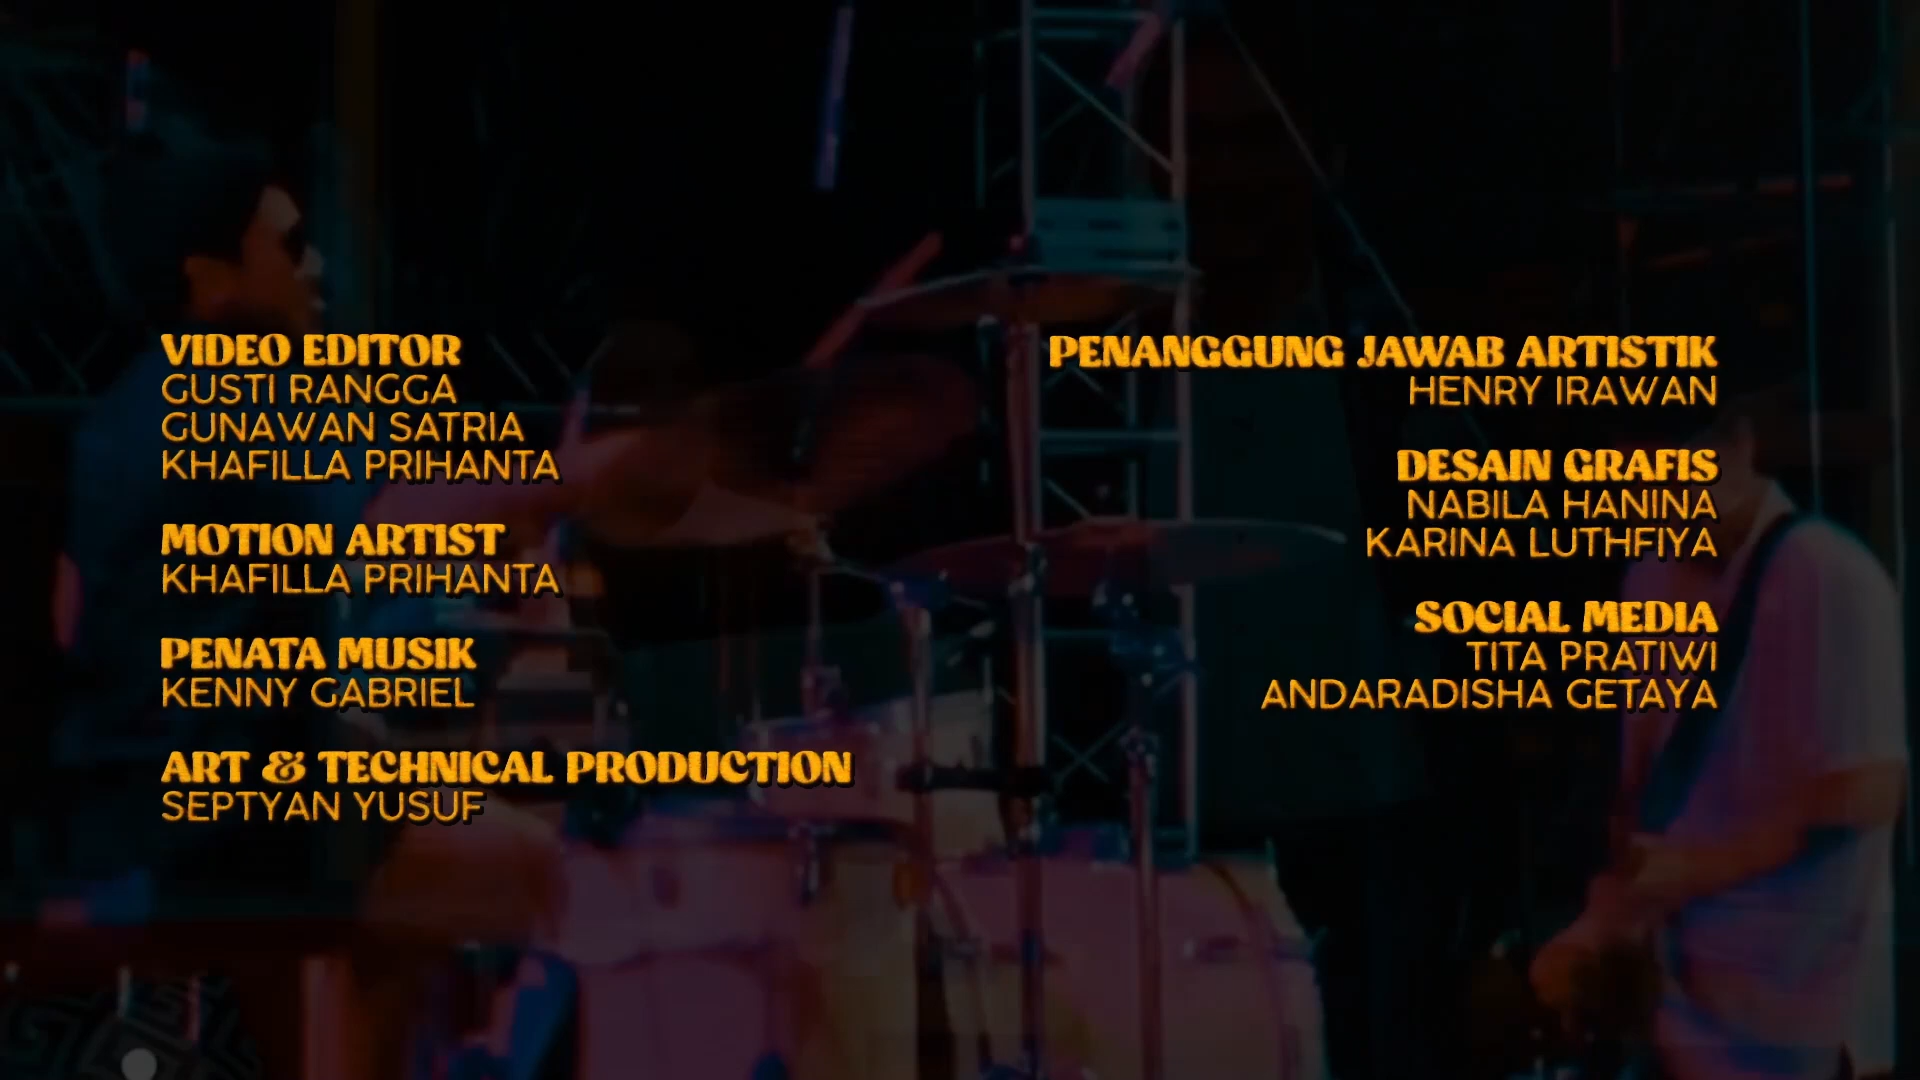 VIDEO EDITOR
GUSTI RANGGA
GUNAWAN SATRIA
KHAFILLA PRIHANTA
MOTION ARTIST
KHAFILLA PRIHANTA
PENATA MUSIK
KENNY GABRIEL
ART & TECHNICAL PRODUCTION
SEPTYAN YUSUF
PENANGGUNG JAWAB ARTISTIK
HENRY IRAWAN
DESAIN GRAFIS
NABILA HANINA
KARINA LUTHFIYA
SOCIAL MEDIA
TITA PRATIWI
ANDARADISHA GETAYA